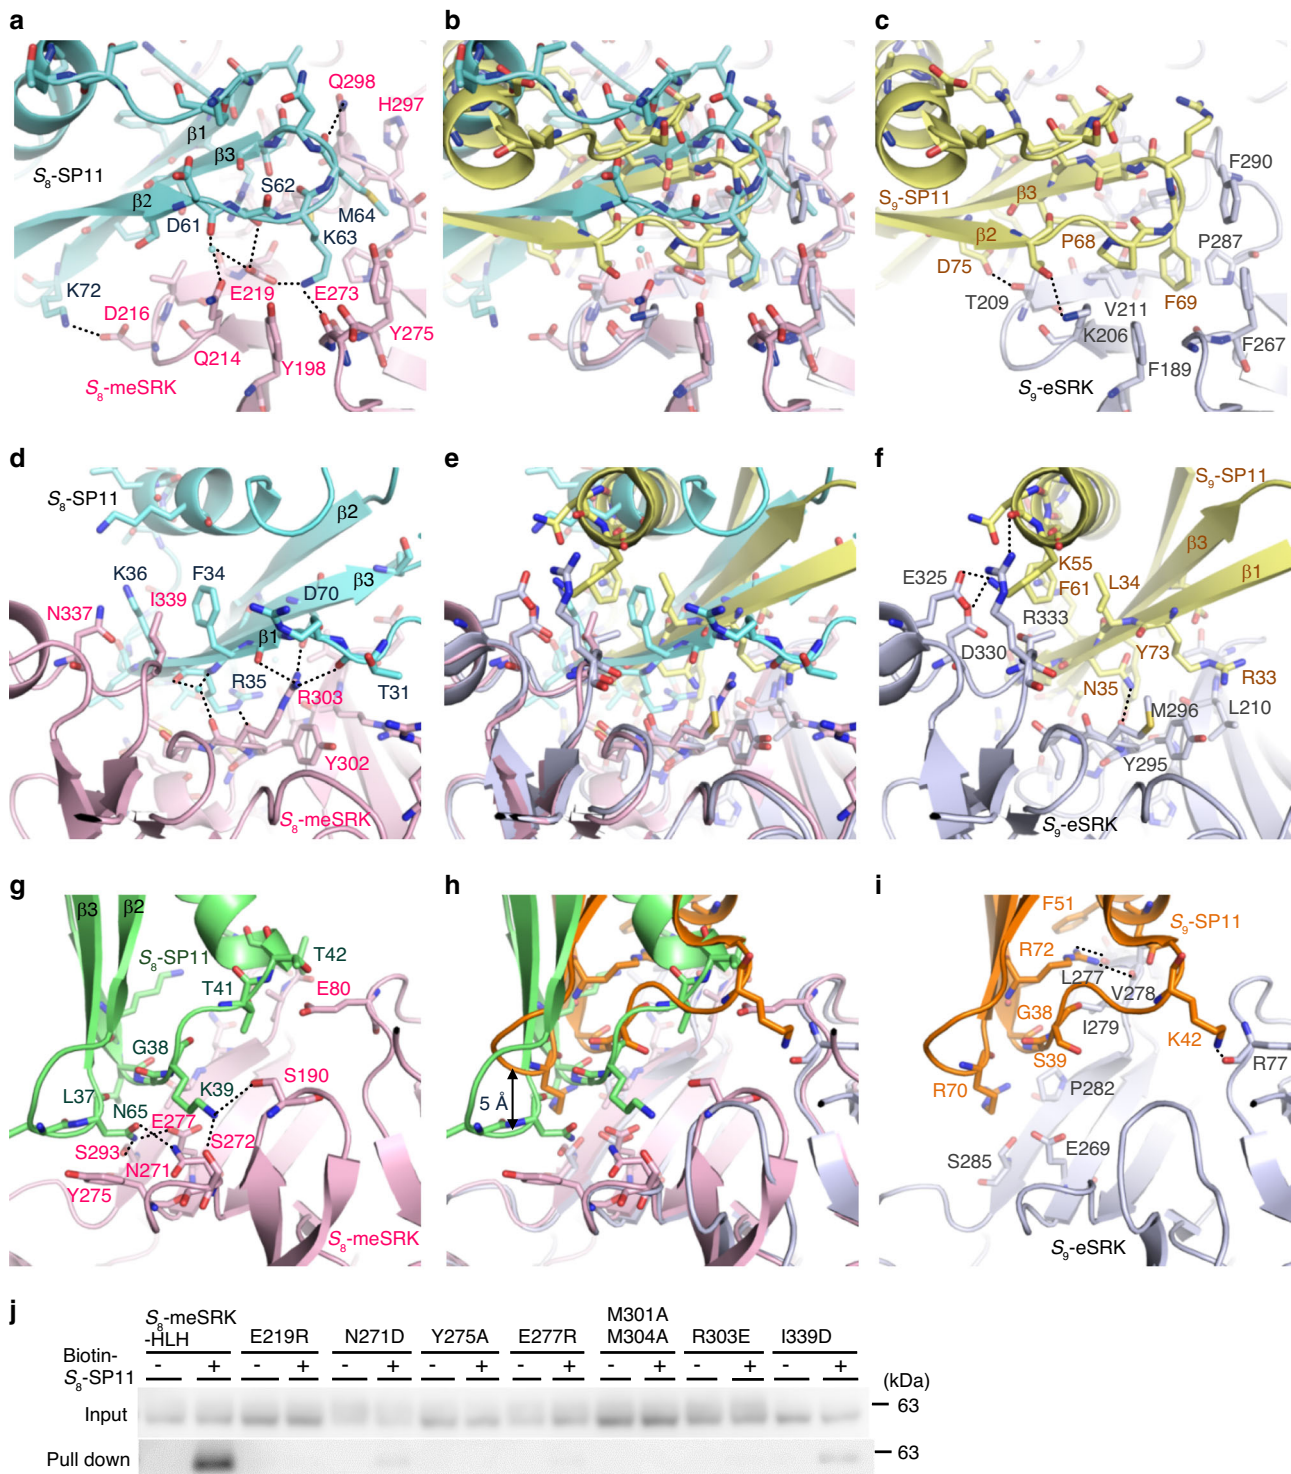 a
Q298
H297
β1
β3
S8-SP11
S62
β2
M64
D61
K63
K72
E219
E273
D216
Y275
Q214
Y198
S8-meSRK
b
c
F290
S9-SP11
β3
β2
P68
P287
D75
F69
T209
V211
K206
F267
F189
S9-eSRK
d
S8-SP11
β2
K36
F34
β3
D70
I339
N337
β1
R35
R303
T31
Y302
S8-meSRK
e
f
S9-SP11
β3
K55
E325
L34
F61
β1
R333
D330
Y73
R33
N35
M296
L210
Y295
S9-eSRK
g
β3
β2
S8-SP11
T42
T41
E80
G38
K39
S190
L37
N65
E277
S272
S293
N271
Y275
S8-meSRK
h
5 Å
i
F51
S9-SP11
R72
L277
V278
G38
I279
K42
S39
R77
R70
P282
E269
S285
S9-eSRK
j
S8-meSRK
-HLH
E219R
N271D
Y275A
E277R
M301A
M304A
R303E
I339D
Biotin-
S8-SP11
- + - + - + - + - + - + - + - +
(kDa)
Input
63
Pull down
63